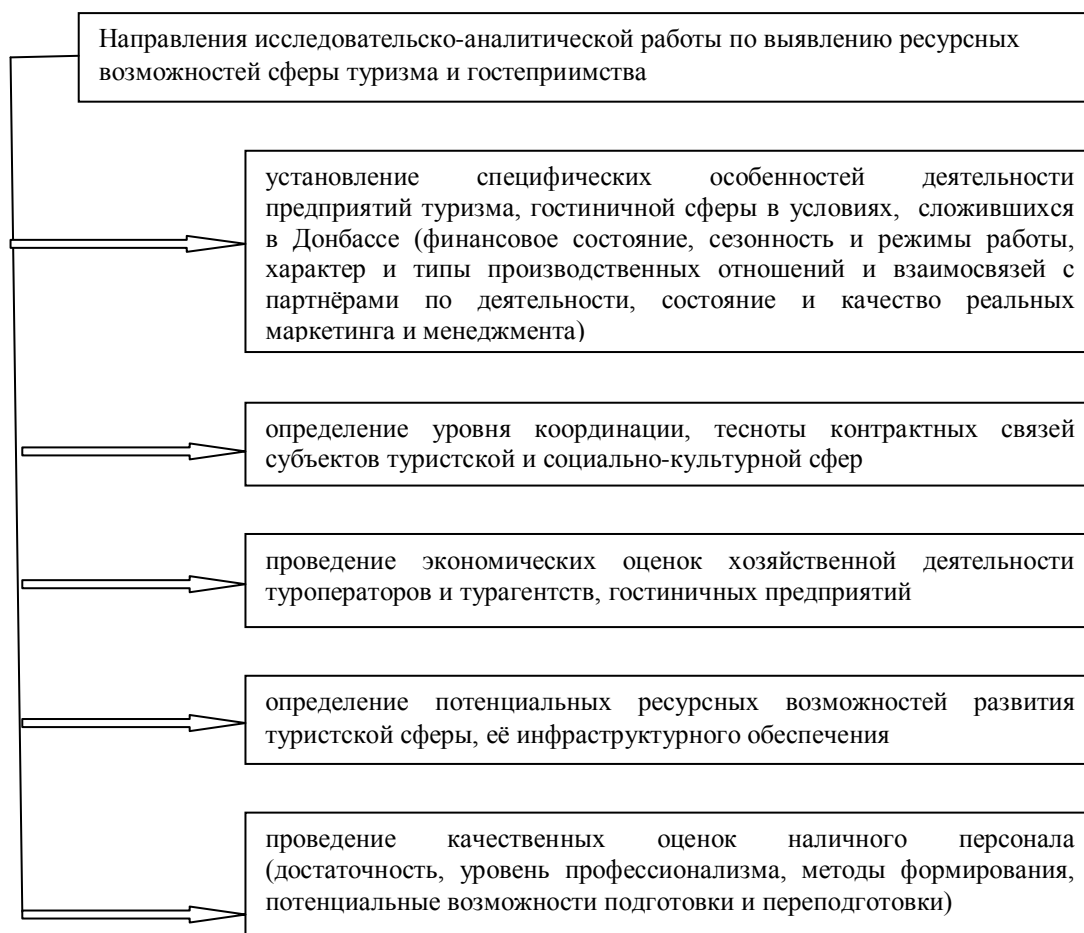 Направления исследовательско-аналитической работы по выявлению ресурсных
возможностей сферы туризма и гостеприимства
установление специфических особенностей деятельности
предприятий туризма, гостиничной сферы в условиях, сложившихся
в Донбассе (финансовое состояние, сезонность и режимы работы,
характер и типы производственных отношений и взаимосвязей с
партнёрами по деятельности, состояние и качество реальных
маркетинга и менеджмента)
определение уровня координации, тесноты контрактных связей
субъектов туристской и социально-культурной сфер
проведение экономических оценок хозяйственной деятельности
туроператоров и турагентств, гостиничных предприятий
определение потенциальных ресурсных возможностей развития
туристской сферы, её инфраструктурного обеспечения
проведение качественных оценок наличного персонала
(достаточность, уровень профессионализма, методы формирования,
потенциальные возможности подготовки и переподготовки)